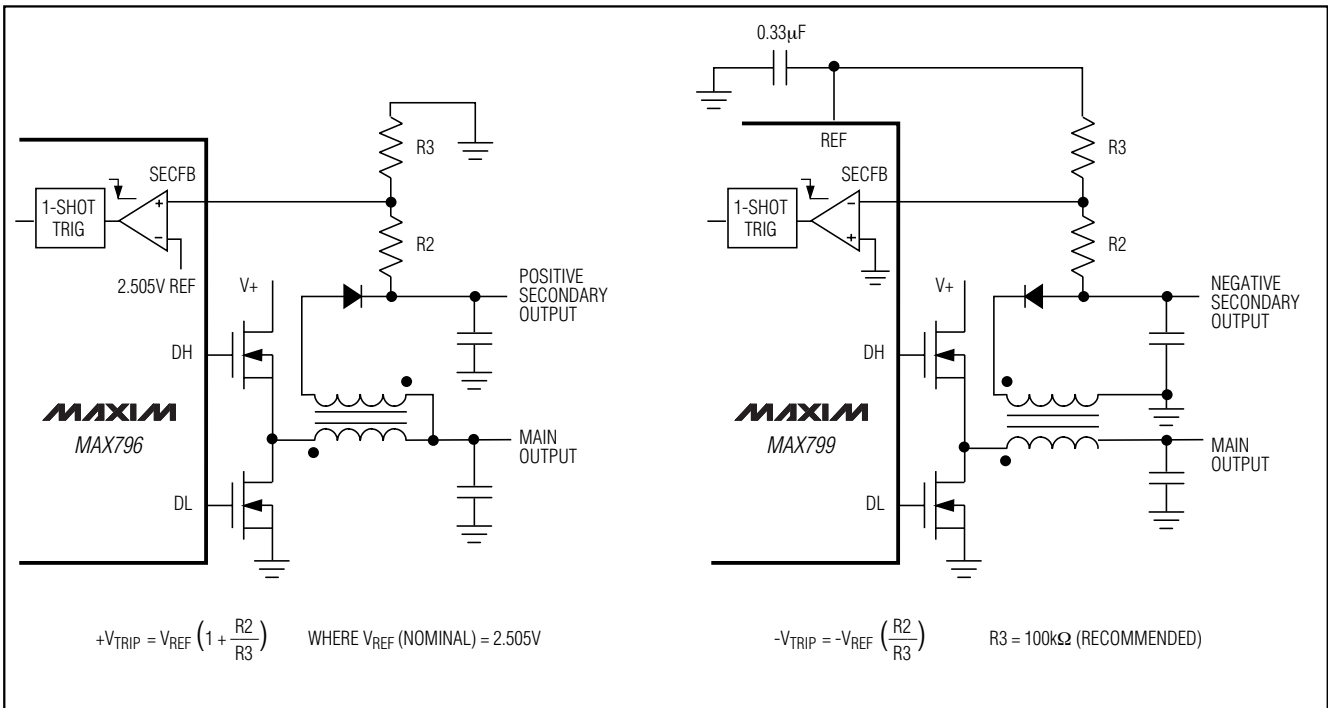 0.33μF
R3
REF
R3
SECFB
SECFB
1-SHOT
TRIG
+
−
R2
1-SHOT
TRIG
−
+
R2
2.505V REF
V+
POSITIVE
SECONDARY
OUTPUT
V+
NEGATIVE
SECONDARY
OUTPUT
DH
DH
MAXIM
MAX796
MAIN
OUTPUT
MAXIM
MAX799
MAIN
OUTPUT
DL
DL
+VTRIP = VREF (1 + R2/R3) WHERE VREF (NOMINAL) = 2.505V
-VTRIP = -VREF (R2/R3) R3 = 100kΩ (RECOMMENDED)